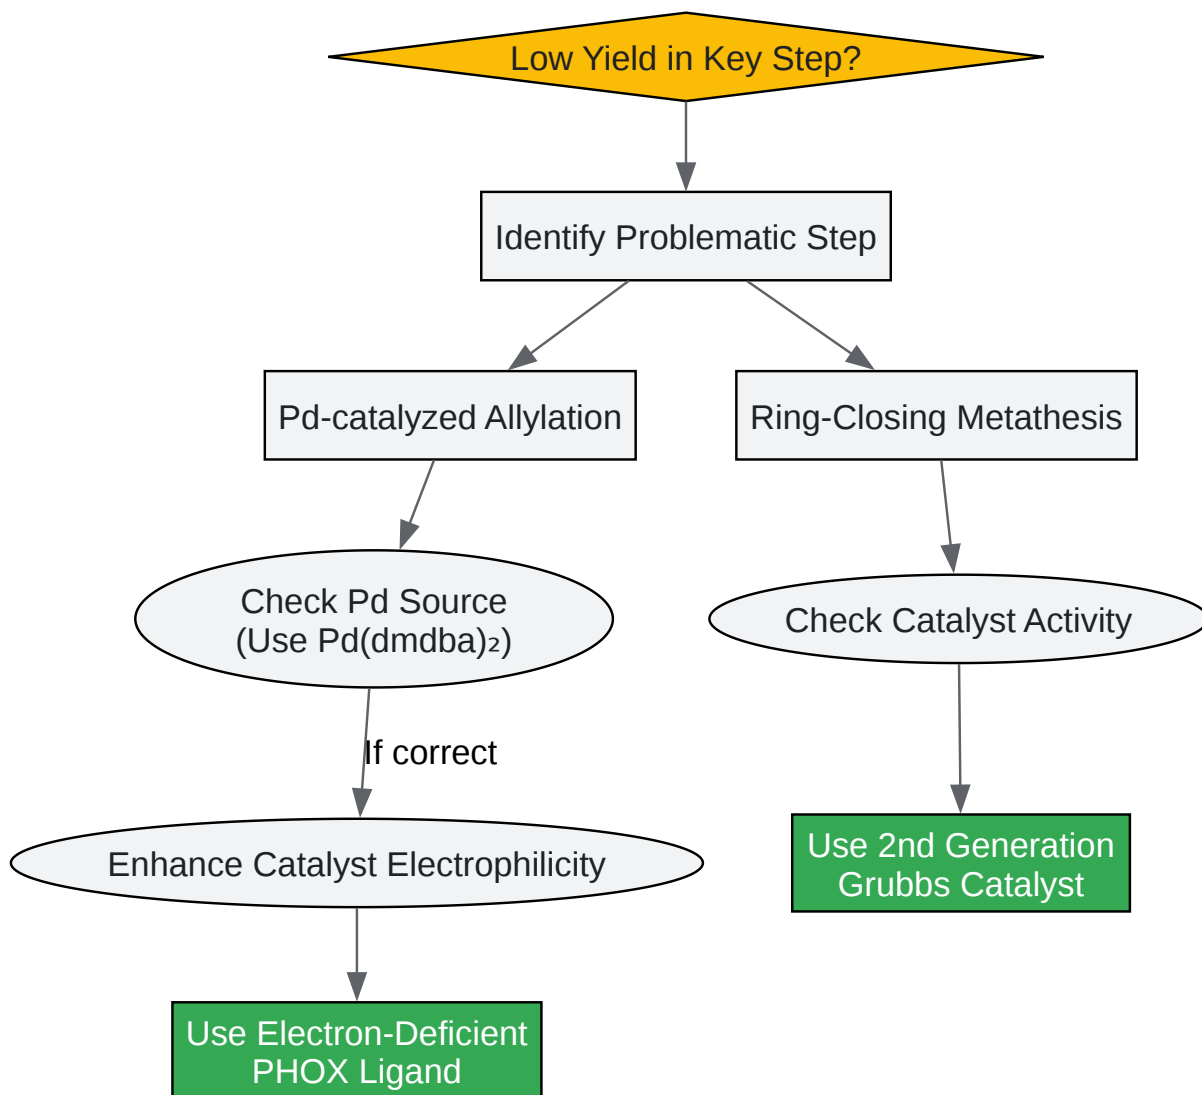 Low Yield in Key Step?
Identify Problematic Step
Pd-catalyzed Allylation
Ring-Closing Metathesis
Check Pd Source
(Use Pd(dmdba)₂)
Check Catalyst Activity
If correct
Enhance Catalyst Electrophilicity
Use 2nd Generation
Grubbs Catalyst
Use Electron-Deficient
PHOX Ligand